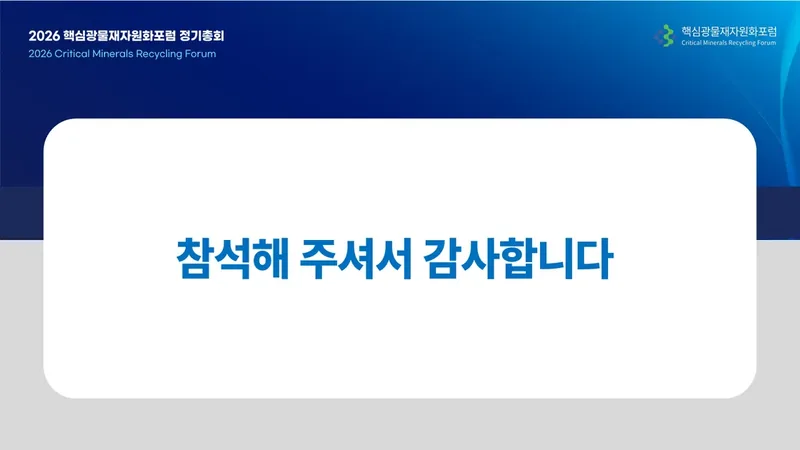 2026 핵심광물재자원화포럼 정기총회
2026 Critical Minerals Recycling Forum
핵심광물재자원화포럼
Critical Minerals Recycling Forum
참석해 주셔서 감사합니다